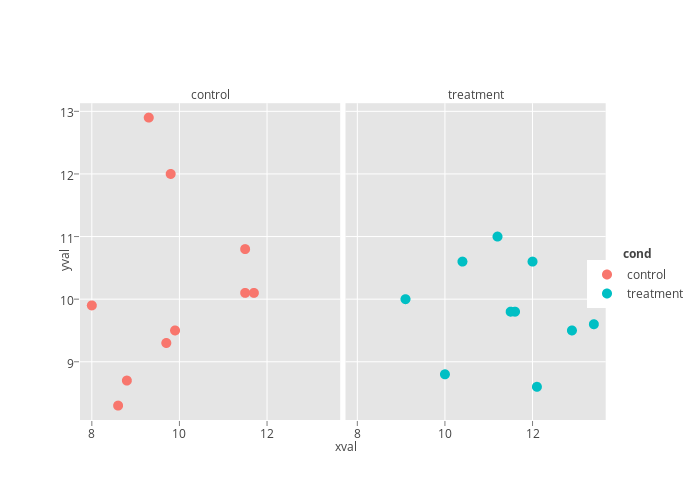 control treatment
13
12
11
10
9
yval
8 10 12 8 10 12
xval
cond
control
treatment